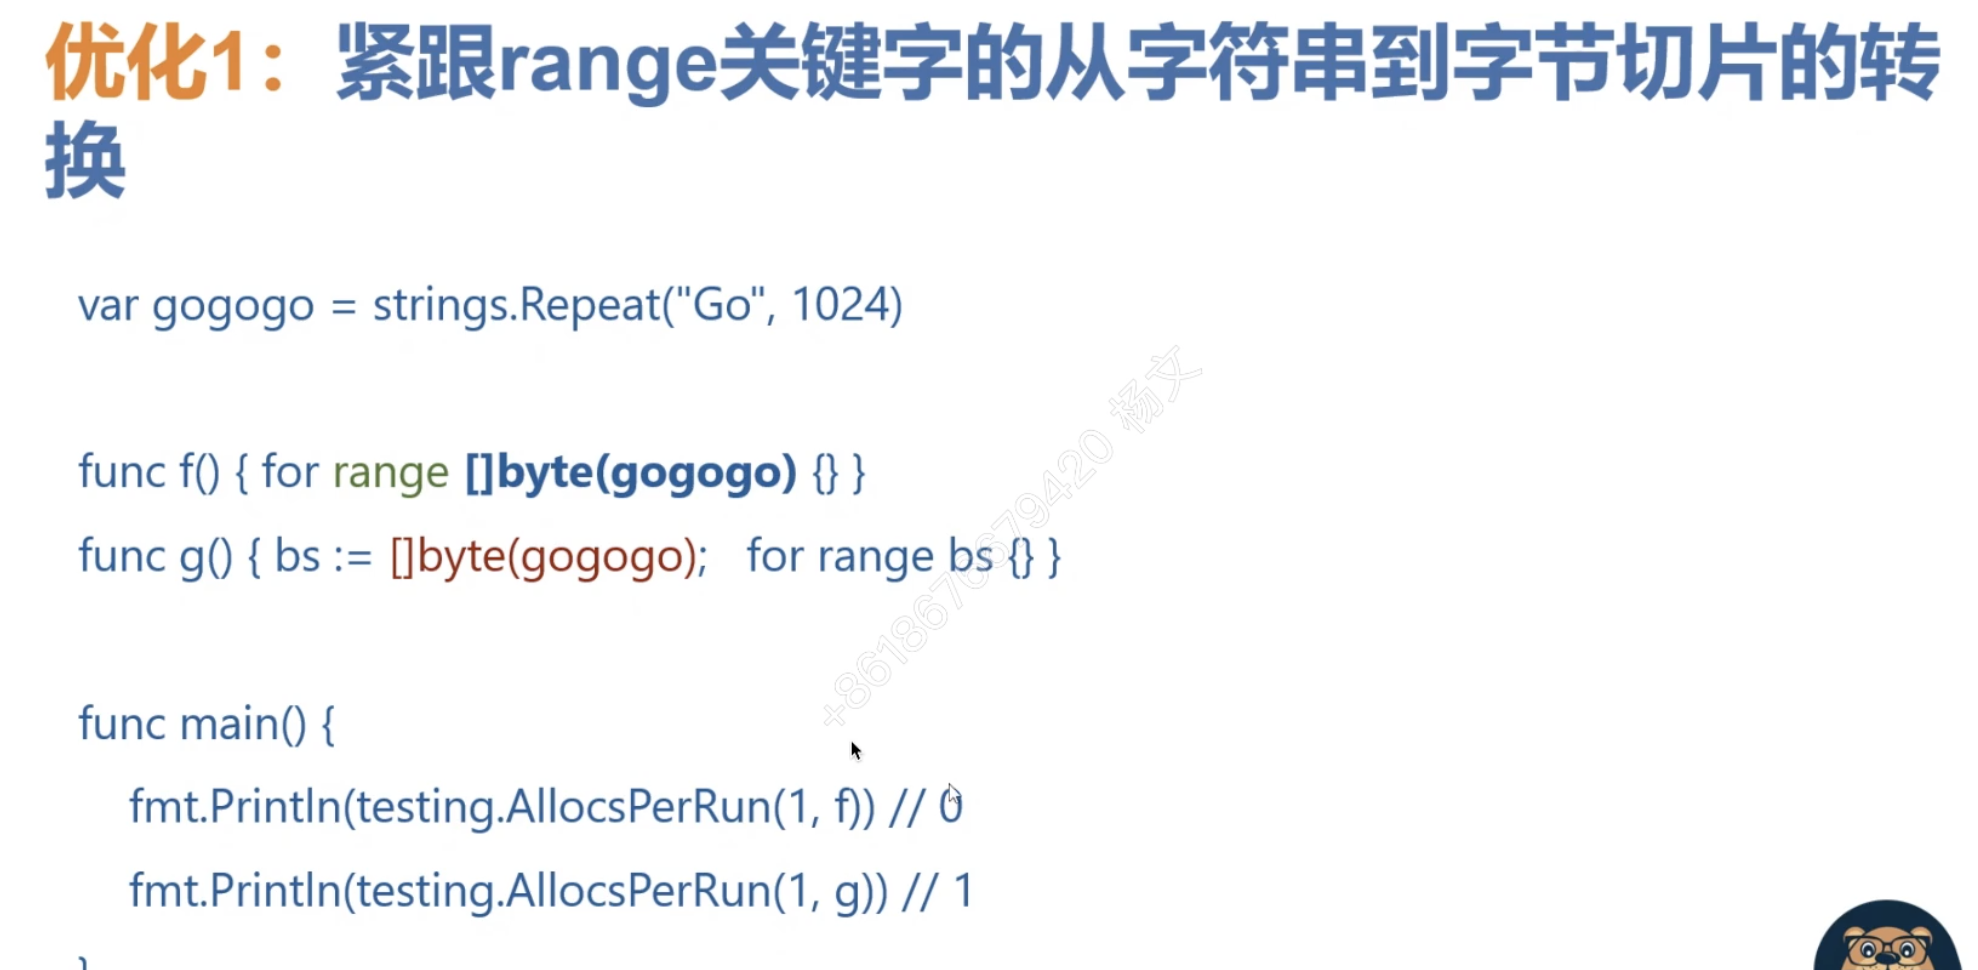 优化1：紧跟range关键字的从字符串到字节切片的转
换
var gogogo = strings.Repeat("Go", 1024)
func f() { for range []byte(gogogo) {} }
func g() { bs := []byte(gogogo); for range bs {} }
func main() {
fmt.Println(testing.AllocsPerRun(1, f)) // 0
fmt.Println(testing.AllocsPerRun(1, g)) // 1
}